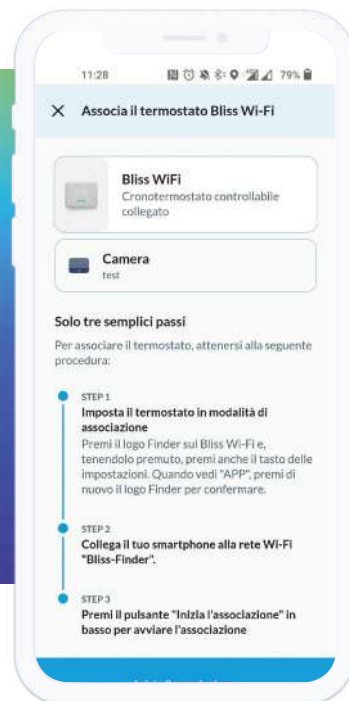 11:28
79%
Associa il termostato Bliss Wi-Fi
Bliss WiFi
Cronotermostato controllabile
collegato
Camera
test
Solo tre semplici passi
Per associare il termostato, attenersi alla seguente
procedura:
STEP 1
Imposta il termostato in modalità di
associazione
Premi il logo Finder sul Bliss Wi-Fi e,
tenendolo premuto, premi anche il tasto delle
impostazioni. Quando vedi "APP", premi di
nuovo il logo Finder per confermare.
STEP 2
Collega il tuo smartphone alla rete Wi-Fi
"Bliss-Finder".
STEP 3
Premi il pulsante "Inizia l'associazione" in
basso per avviare l'associazione